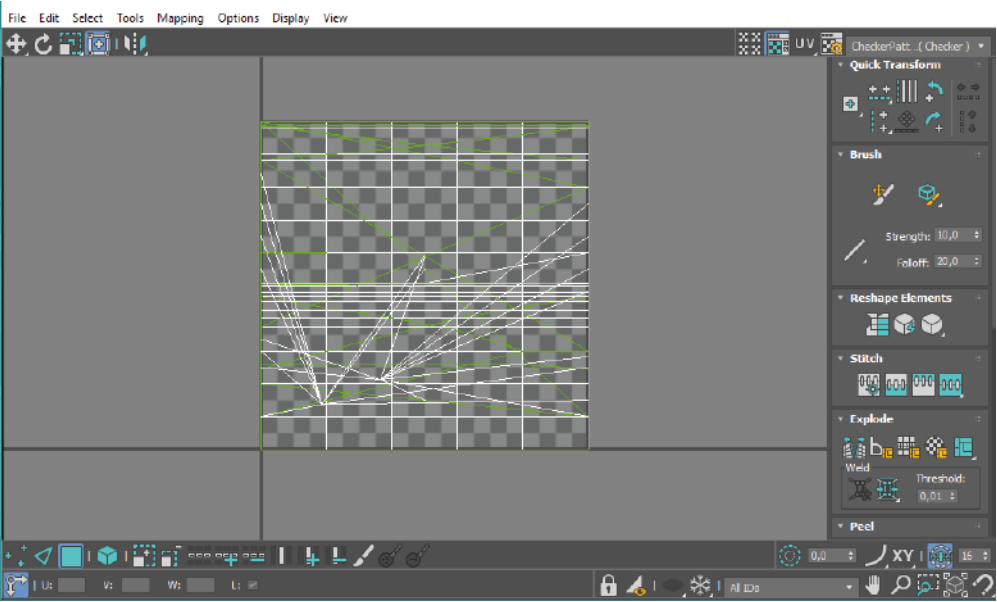 File Edit Select Tools Mapping Options Display View
UV CheckerPatt...( Checker )
Quick Transform
Brush
Strength: 10,0
Falloff: 20,0
Reshape Elements
Stitch
Explode
Weld
Threshold:
0,01
Peel
0,0 XY 16
U: V: W: L: All IDs